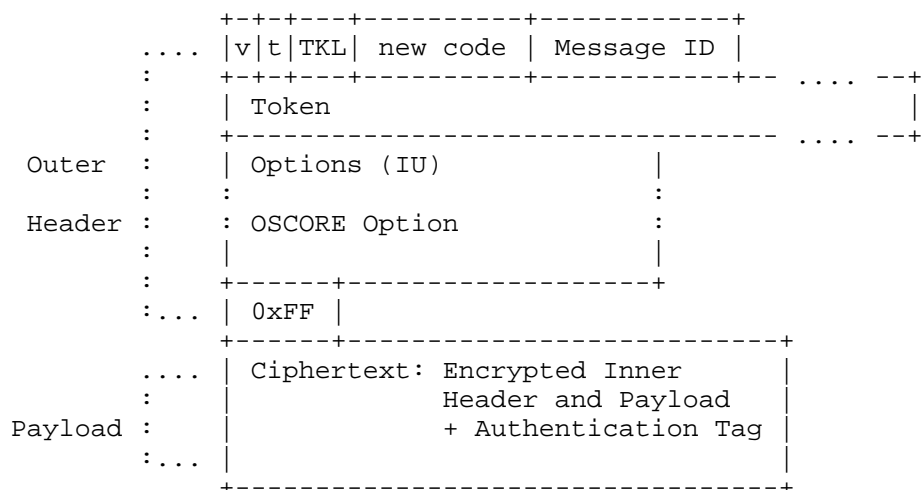 .... |v|t|TKL| new code | Message ID |
: | Token |
Outer : | Options (IU) |
Header : : OSCORE Option :
:... | 0xFF |
.... | Ciphertext: Encrypted Inner |
: | Header and Payload |
Payload : | + Authentication Tag |